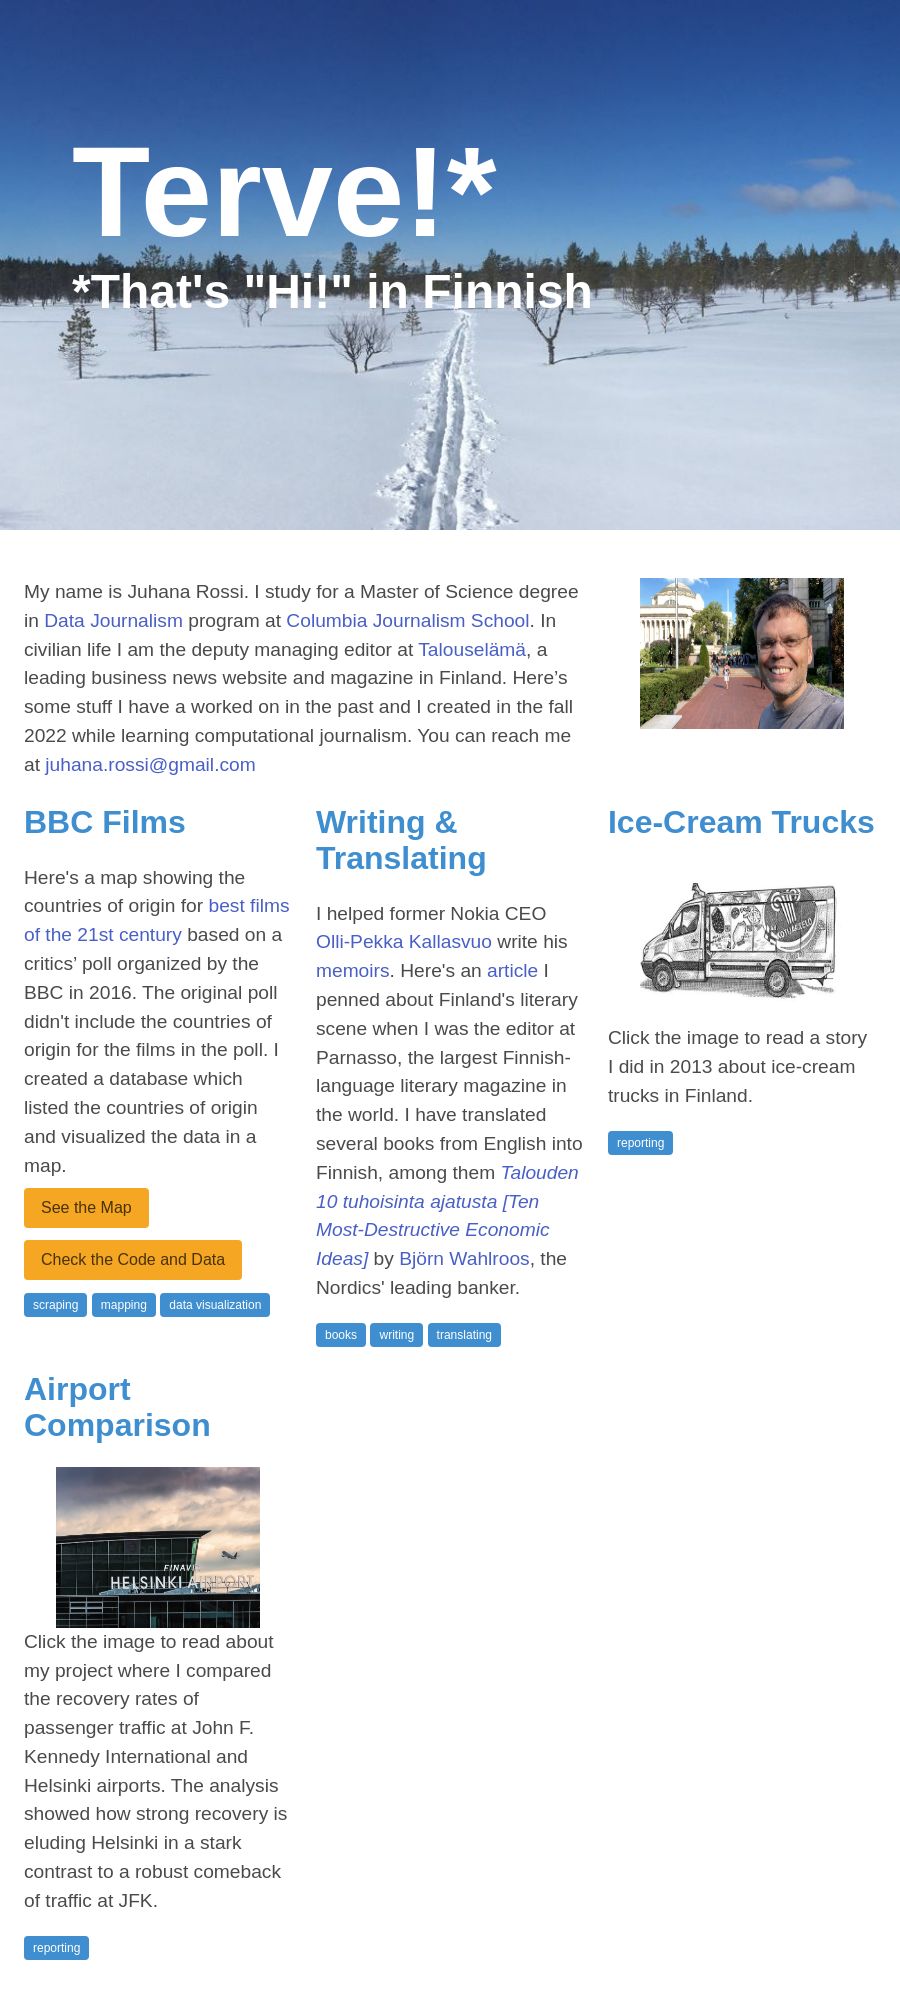 Terve!*
*That's "Hi!" in Finnish
My name is Juhana Rossi. I study for a Master of Science degree
in Data Journalism program at Columbia Journalism School. In
civilian life I am the deputy managing editor at Talouselämä, a
leading business news website and magazine in Finland. Here’s
some stuff I have a worked on in the past and I created in the fall
2022 while learning computational journalism. You can reach me
at juhana.rossi@gmail.com
BBC Films
Here's a map showing the
countries of origin for best films
of the 21st century based on a
critics’ poll organized by the
BBC in 2016. The original poll
didn't include the countries of
origin for the films in the poll. I
created a database which
listed the countries of origin
and visualized the data in a
map.
See the Map
Check the Code and Data
scraping mapping data visualization
Writing &
Translating
I helped former Nokia CEO
Olli-Pekka Kallasvuo write his
memoirs. Here's an article I
penned about Finland's literary
scene when I was the editor at
Parnasso, the largest Finnish-
language literary magazine in
the world. I have translated
several books from English into
Finnish, among them Talouden
10 tuhoisinta ajatusta [Ten
Most-Destructive Economic
Ideas] by Björn Wahlroos, the
Nordics' leading banker.
books writing translating
Ice-Cream Trucks
Click the image to read a story
I did in 2013 about ice-cream
trucks in Finland.
reporting
Airport
Comparison
FINAVIA
HELSINKI AIRPORT
Click the image to read about
my project where I compared
the recovery rates of
passenger traffic at John F.
Kennedy International and
Helsinki airports. The analysis
showed how strong recovery is
eluding Helsinki in a stark
contrast to a robust comeback
of traffic at JFK.
reporting